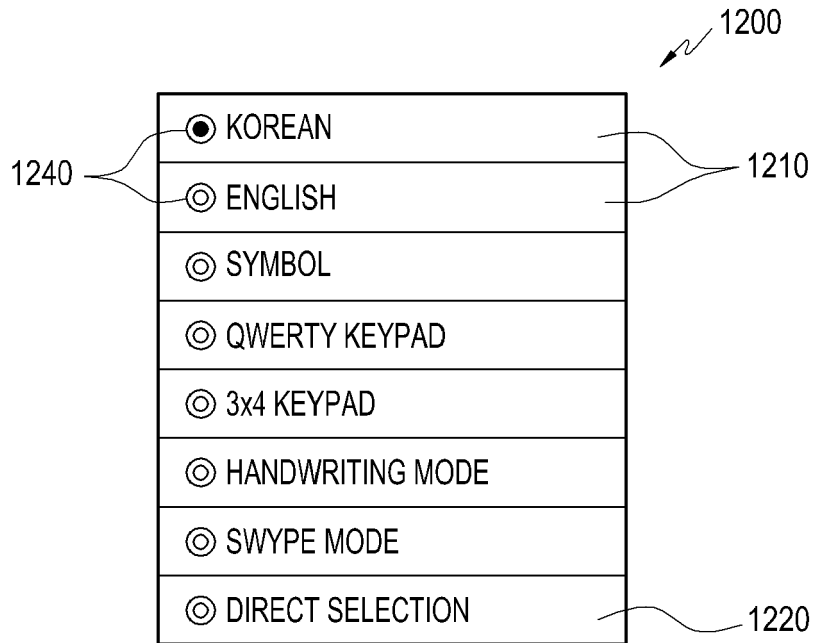 1200
KOREAN
1240
1210
ENGLISH
SYMBOL
QWERTY KEYPAD
3x4 KEYPAD
HANDWRITING MODE
SWYPE MODE
DIRECT SELECTION
1220